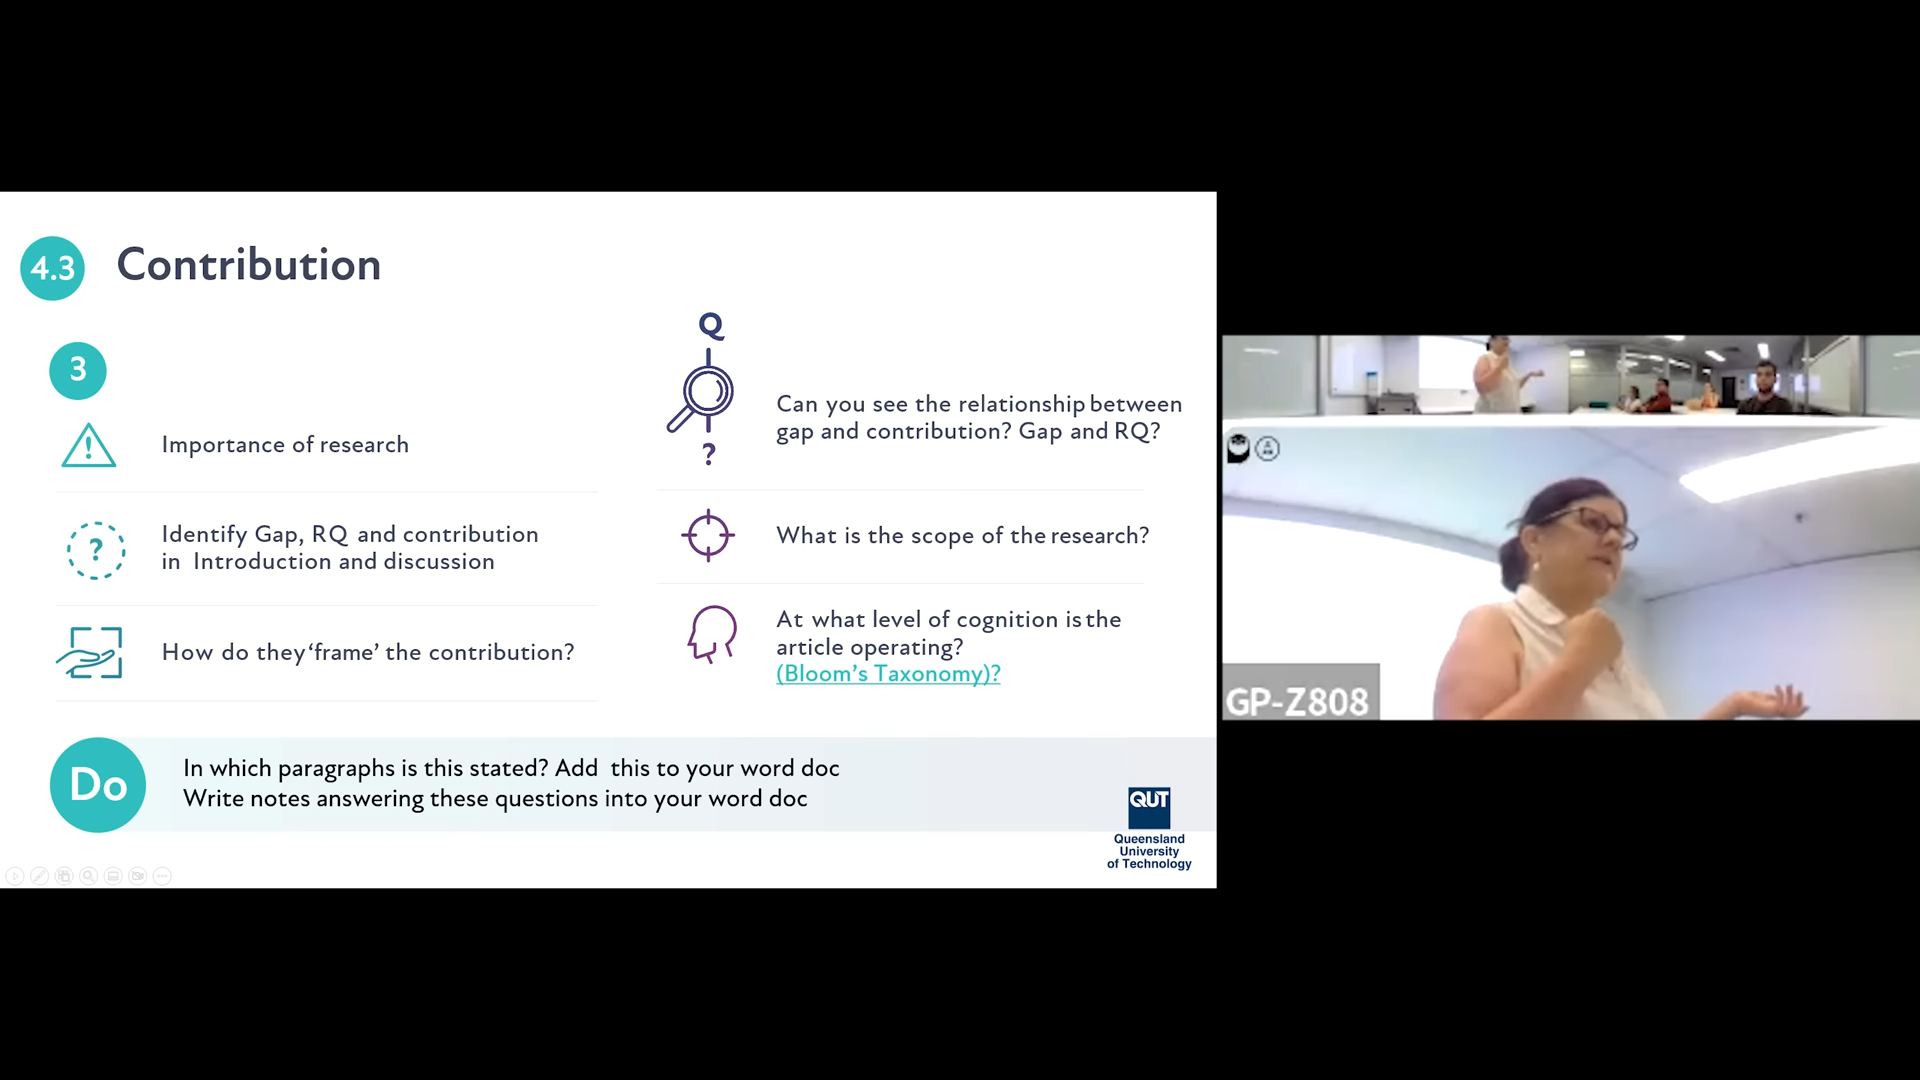 4.3
Contribution
3
Importance of research
Identify Gap, RQ and contribution
in Introduction and discussion
How do they ‘frame’ the contribution?
Q
?
Can you see the relationship between
gap and contribution? Gap and RQ?
What is the scope of the research?
At what level of cognition is the
article operating?
(Bloom’s Taxonomy)?
Do
In which paragraphs is this stated? Add this to your word doc
Write notes answering these questions into your word doc
QUT
Queensland
University
of Technology
GP-Z808